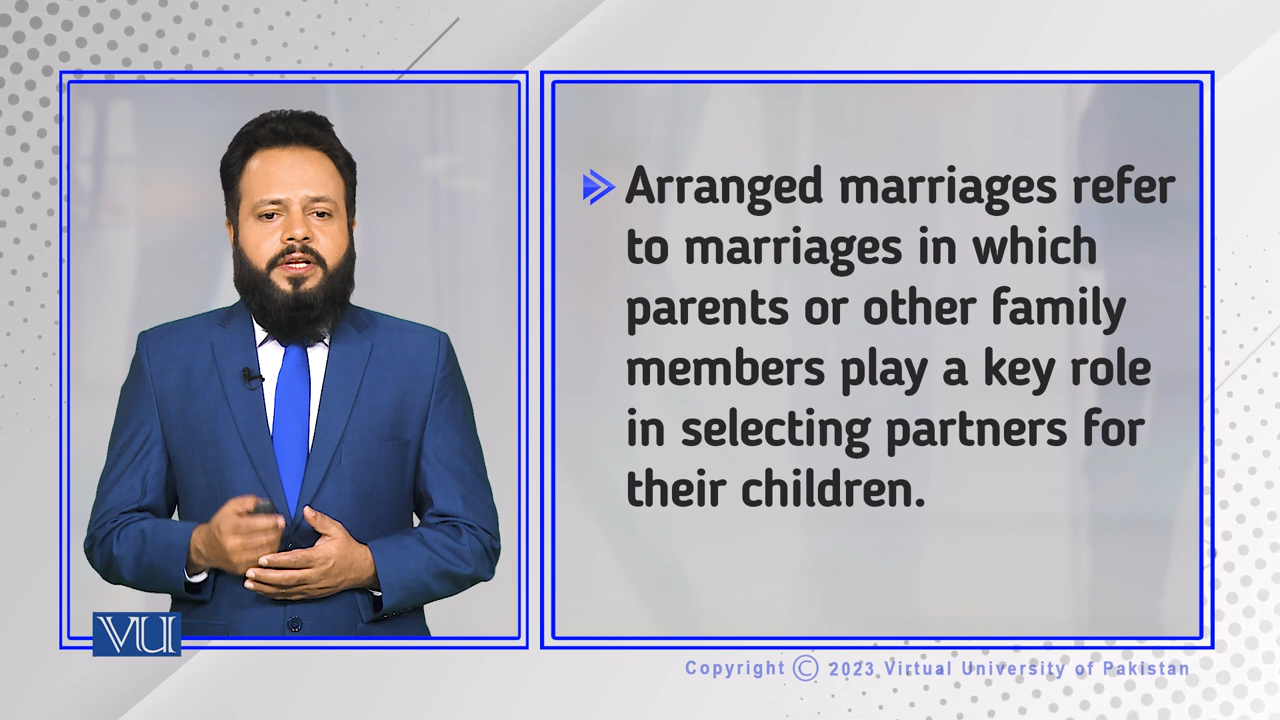 Arranged marriages refer
to marriages in which
parents or other family
members play a key role
in selecting partners for
their children.
VU
Copyright © 2023 Virtual University of Pakistan